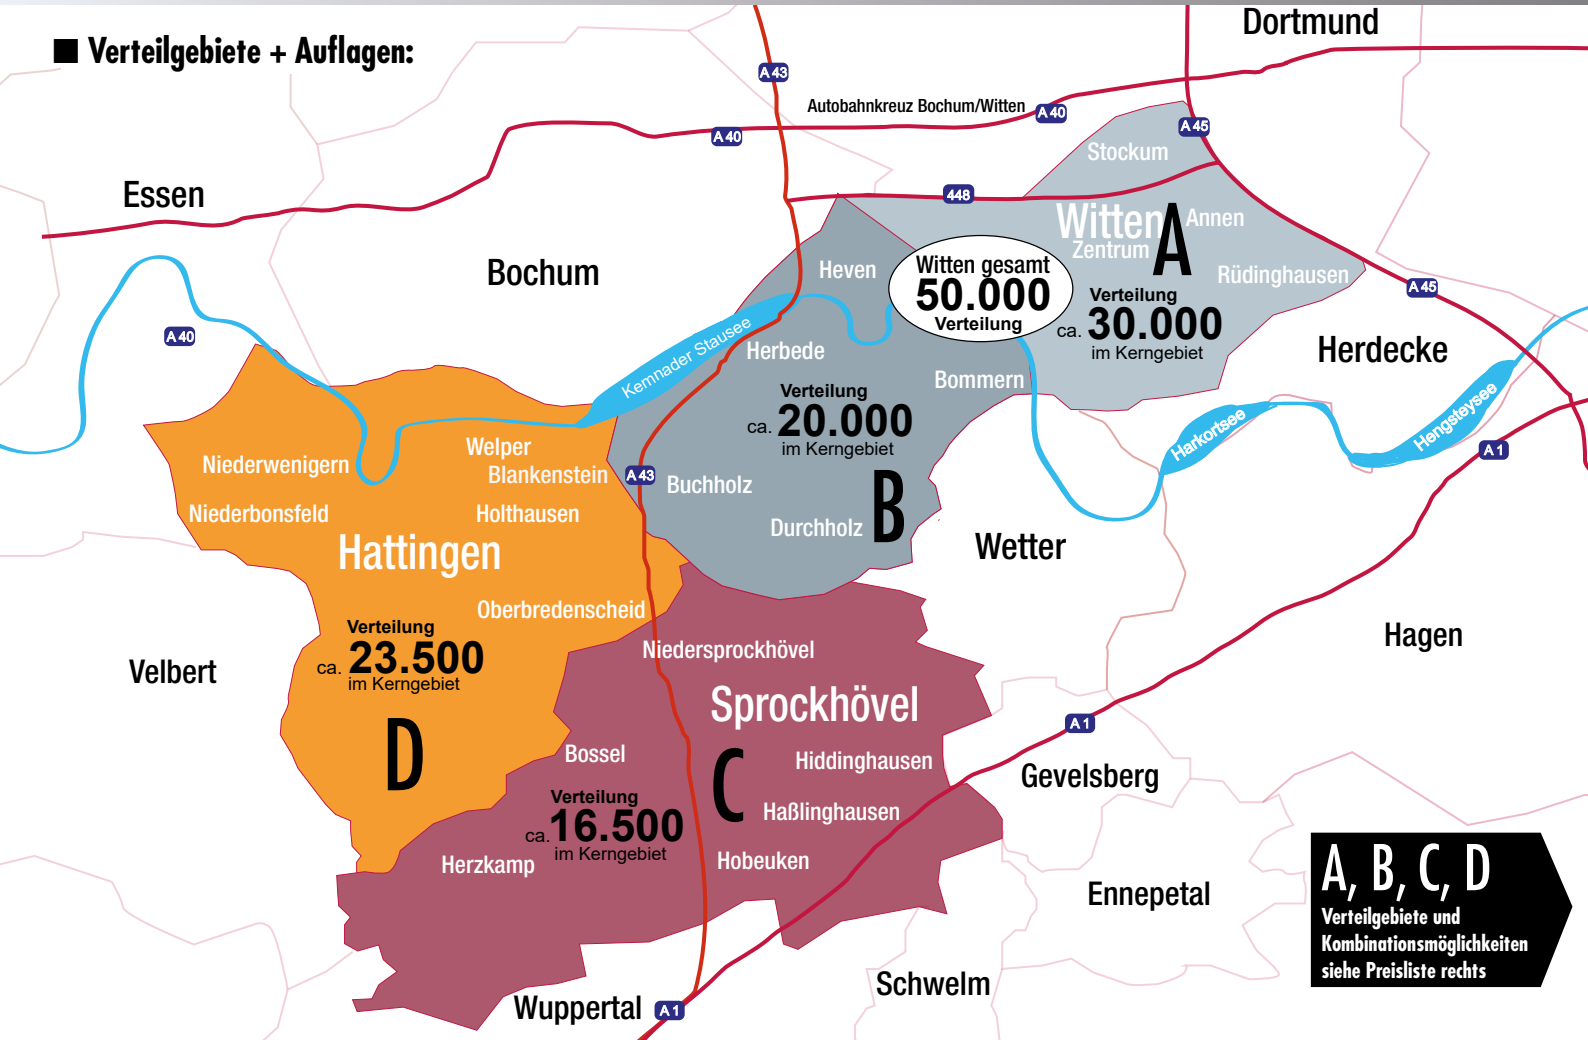 ■ Verteilgebiete + Auflagen:
Dortmund
A 43
Autobahnkreuz Bochum/Witten
A 40
A 40
A 45
Stockum
Essen
448
Witten
A
Annen
Zentrum
Bochum
Heven
Rüdinghausen
Witten gesamt
50.000
Verteilung
Verteilung
ca. 30.000
im Kerngebiet
A 45
A 40
Kemnader Stausee
Herbede
Herdecke
Bommern
Verteilung
ca. 20.000
im Kerngebiet
Harkortsee
Hengsteysee
A 1
Welper
Niederwenigern
Blankenstein
A 43
Buchholz
Niederbonsfeld
Holthausen
Durchholz
B
Hattingen
Wetter
Oberbredenscheid
Verteilung
ca. 23.500
im Kerngebiet
D
Velbert
Hagen
Niedersprockhövel
Sprockhövel
A 1
Bossel
C
Hiddinghausen
Gevelsberg
Verteilung
ca. 16.500
im Kerngebiet
Haßlinghausen
Herzkamp
Hobeuken
Ennepetal
A, B, C, D
Verteilgebiete und
Kombinationsmöglichkeiten
siehe Preisliste rechts
Schwelm
Wuppertal
A 1